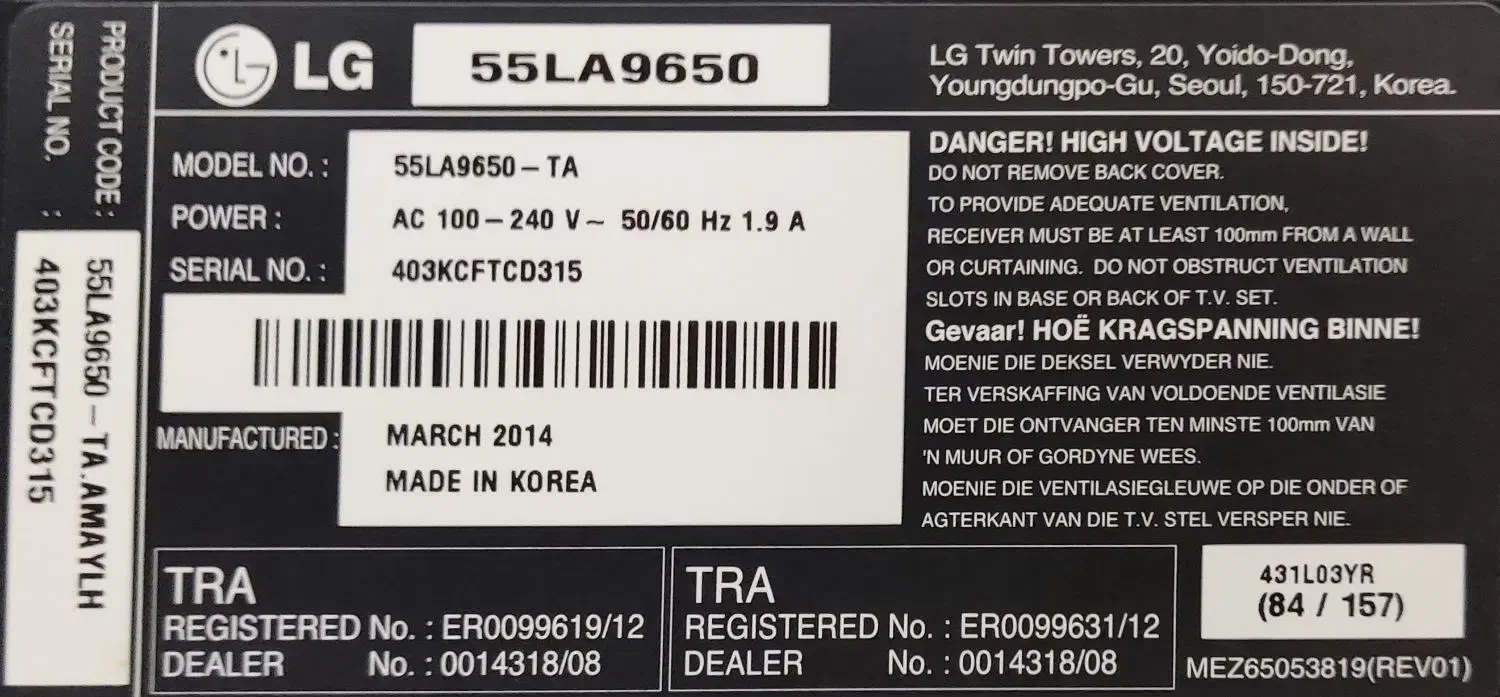 PRODUCT CODE :
55LA9650-TA.AMAYLH
SERIAL NO. :
403KCFTCD315
LG
55LA9650
LG Twin Towers, 20, Yoido-Dong,
Youngdungpo-Gu, Seoul, 150-721, Korea.
MODEL NO. : 55LA9650-TA
POWER : AC 100-240 V~ 50/60 Hz 1.9 A
SERIAL NO. : 403KCFTCD315
MANUFACTURED : MARCH 2014
MADE IN KOREA
DANGER! HIGH VOLTAGE INSIDE!
DO NOT REMOVE BACK COVER.
TO PROVIDE ADEQUATE VENTILATION,
RECEIVER MUST BE AT LEAST 100mm FROM A WALL
OR CURTAINING. DO NOT OBSTRUCT VENTILATION
SLOTS IN BASE OR BACK OF T.V. SET.
Gevaar! HOË KRAGSPANNING BINNE!
MOENIE DIE DEKSEL VERWYDER NIE.
TER VERSKAFFING VAN VOLDOENDE VENTILASIE
MOET DIE ONTVANGER TEN MINSTE 100mm VAN
'N MUUR OF GORDYNE WEES.
MOENIE DIE VENTILASIEGLEUWE OP DIE ONDER OF
AGTERKANT VAN DIE T.V. STEL VERSPER NIE.
TRA
REGISTERED No. : ER0099619/12
DEALER No. : 0014318/08
TRA
REGISTERED No. : ER0099631/12
DEALER No. : 0014318/08
431L03YR
(84 / 157)
MEZ65053819(REV01)